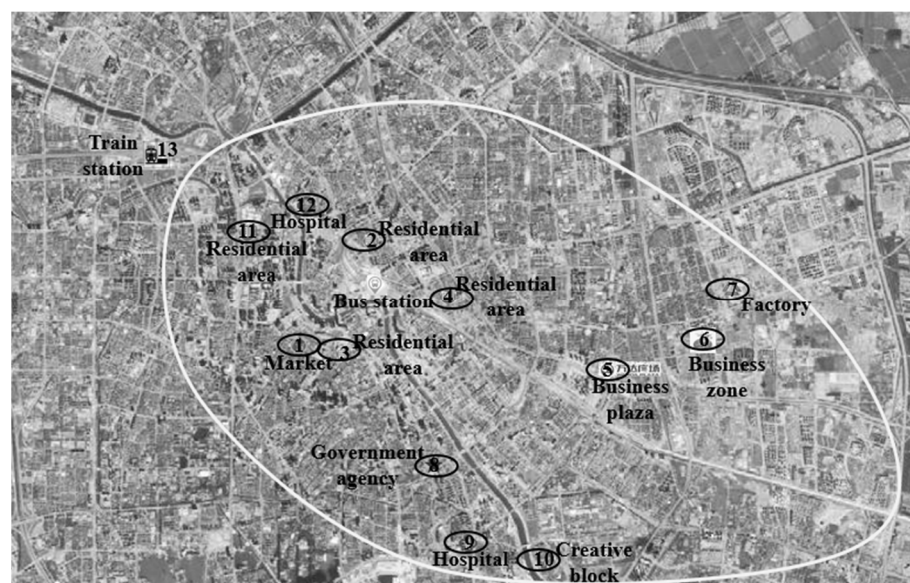 Train
station
13
12
Hospital
11
Residential
area
2
Residential
area
Bus station
4
Residential
area
7
Factory
1
Market
3
Residential
area
6
Business
zone
5
Business
plaza
Government
agency
8
9
Hospital
10
Creative
block